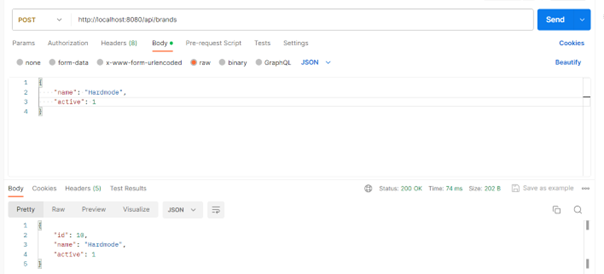 POST http://localhost:8080/api/brands Send
Params Authorization Headers (8) Body Pre-request Script Tests Settings Cookies
none form-data x-www-form-urlencoded raw binary GraphQL JSON Beautify
1 {
2 "name": "Hardmode",
3 "active": 1
4 }
Body Cookies Headers (5) Test Results Status: 200 OK Time: 74 ms Size: 202 B Save as example
Pretty Raw Preview Visualize JSON
1 {
2 "id": 10,
3 "name": "Hardmode",
4 "active": 1
5 }